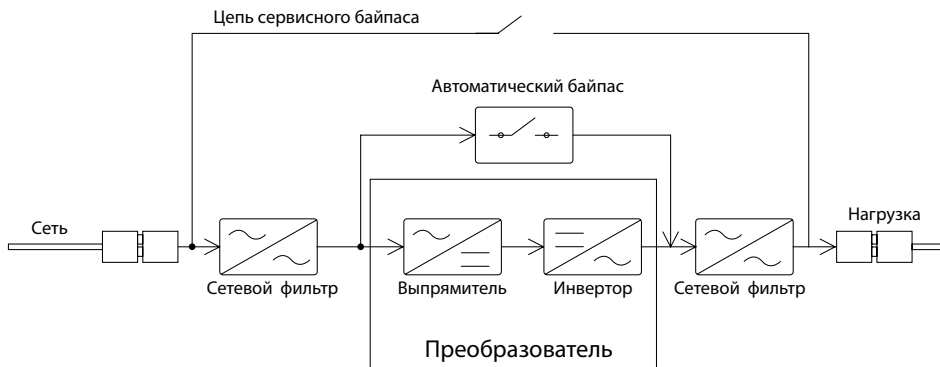 Цепь сервисного байпаса
Автоматический байпас
Сеть
Нагрузка
Сетевой фильтр
Выпрямитель
Инвертор
Сетевой фильтр
Преобразователь